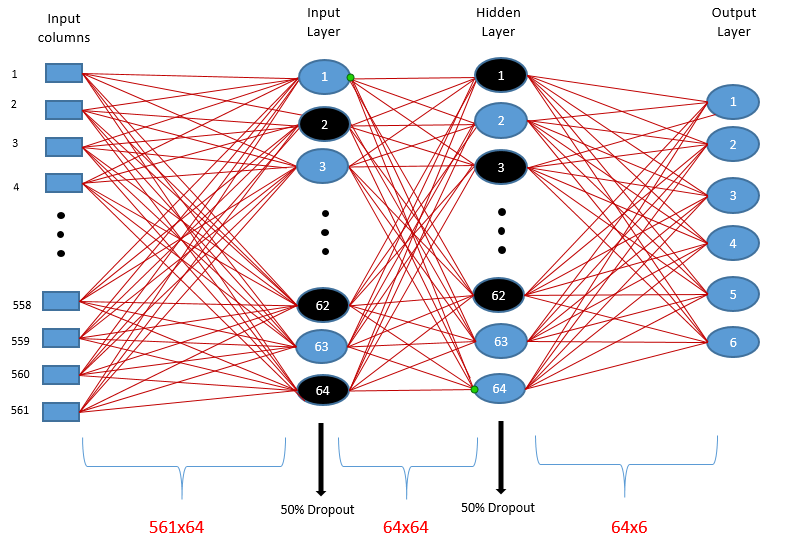 Input
columns
Input
Layer
Hidden
Layer
Output
Layer
1
2
3
4
558
559
560
561
1
2
3
62
63
64
1
2
3
62
63
64
1
2
3
4
5
6
50% Dropout
50% Dropout
561x64
64x64
64x6